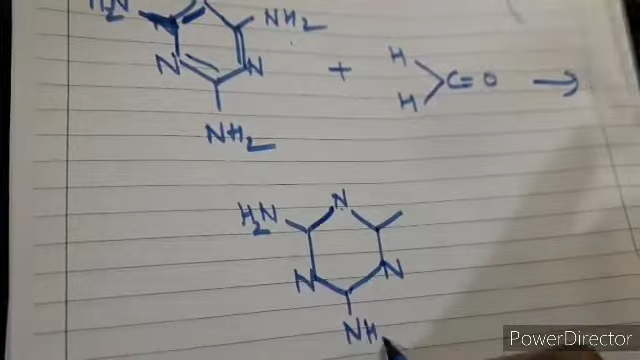 H₂N NH₂
N N
NH₂
+ H H C=O →
H₂N N
N N
NH
PowerDirector